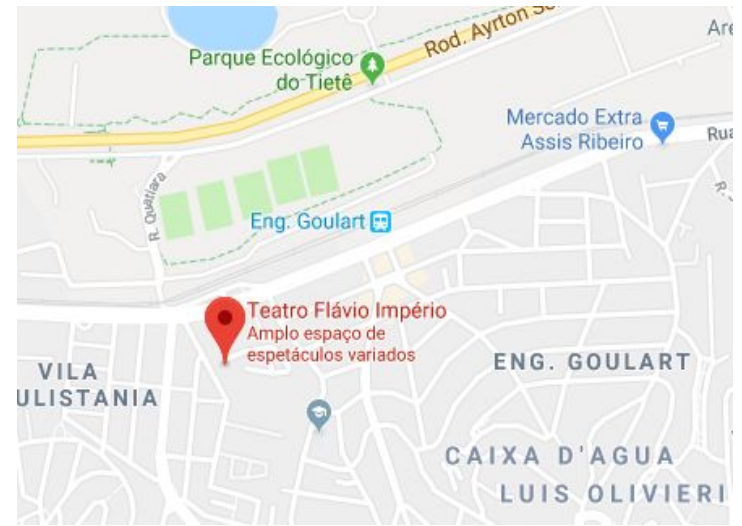 Parque Ecológico
do Tietê
Rod. Ayrton Se
Are
Mercado Extra
Assis Ribeiro
Rua
R. Quatiara
R.
Eng. Goulart
Teatro Flávio Império
Amplo espaço de
espetáculos variados
VILA
ULISTANIA
ENG. GOULART
CAIXA D'AGUA
LUIS OLIVIERI